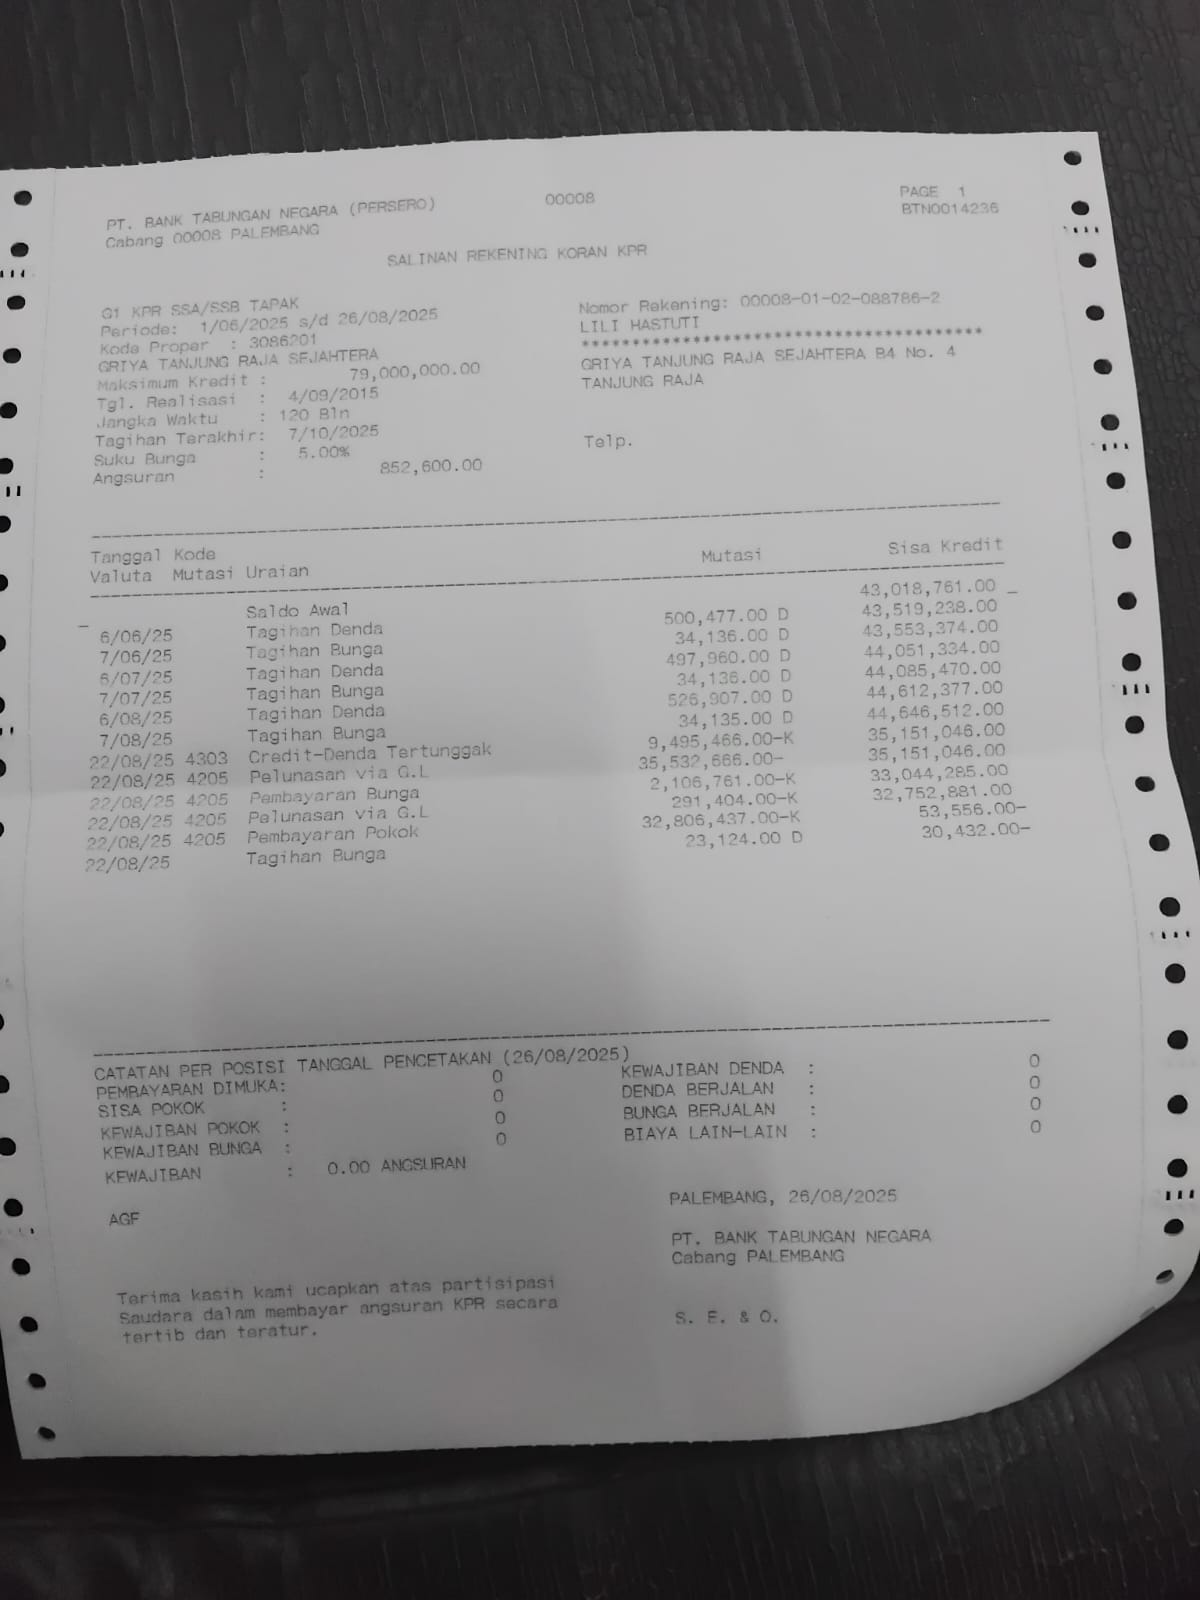 PT. BANK TABUNGAN NEGARA (PERSERO) 00008 PAGE 1
Cabang 00008 PALEMBANG BTN0014236
SALINAN REKENING KORAN KPR
G1 KPR SSA/SSB TAPAK Nomor Rekening: 00008-01-02-088786-2
Periode: 1/06/2025 s/d 26/08/2025 LILI HASTUTI
Kode Proper : 3086201 ******************************************
GRIYA TANJUNG RAJA SEJAHTERA GRIYA TANJUNG RAJA SEJAHTERA B4 No. 4
Maksimum Kredit : 79,000,000.00 TANJUNG RAJA
Tgl. Realisasi : 4/09/2015
Jangka Waktu : 120 Bln
Tagihan Terakhir: 7/10/2025 Telp.
Suku Bunga : 5.00%
Angsuran : 852,600.00
Tanggal Kode
Valuta Mutasi Uraian Mutasi Sisa Kredit
Saldo Awal 43,018,761.00
6/06/25 Tagihan Denda 500,477.00 D 43,519,238.00
7/06/25 Tagihan Bunga 34,136.00 D 43,553,374.00
6/07/25 Tagihan Denda 497,960.00 D 44,051,334.00
7/07/25 Tagihan Bunga 34,136.00 D 44,085,470.00
6/08/25 Tagihan Denda 526,907.00 D 44,612,377.00
7/08/25 Tagihan Bunga 34,135.00 D 44,646,512.00
22/08/25 4303 Credit-Denda Tertunggak 9,495,466.00-K 35,151,046.00
22/08/25 4205 Pelunasan via G.L 35,532,666.00- 35,151,046.00
22/08/25 4205 Pembayaran Bunga 2,106,761.00-K 33,044,285.00
22/08/25 4205 Pelunasan via G.L 291,404.00-K 32,752,881.00
22/08/25 4205 Pembayaran Pokok 32,806,437.00-K 53,556.00-
22/08/25 Tagihan Bunga 23,124.00 D 30,432.00-
CATATAN PER POSISI TANGGAL PENCETAKAN (26/08/2025)
PEMBAYARAN DIMUKA: 0 KEWAJIBAN DENDA : 0
SISA POKOK : 0 DENDA BERJALAN : 0
KEWAJIBAN POKOK : 0 BUNGA BERJALAN : 0
KEWAJIBAN BUNGA : 0 BIAYA LAIN-LAIN : 0
KEWAJIBAN : 0.00 ANGSURAN
PALEMBANG, 26/08/2025
AGF
PT. BANK TABUNGAN NEGARA
Cabang PALEMBANG
Terima kasih kami ucapkan atas partisipasi
Saudara dalam membayar angsuran KPR secara
tertib dan teratur.
S. E. & O.